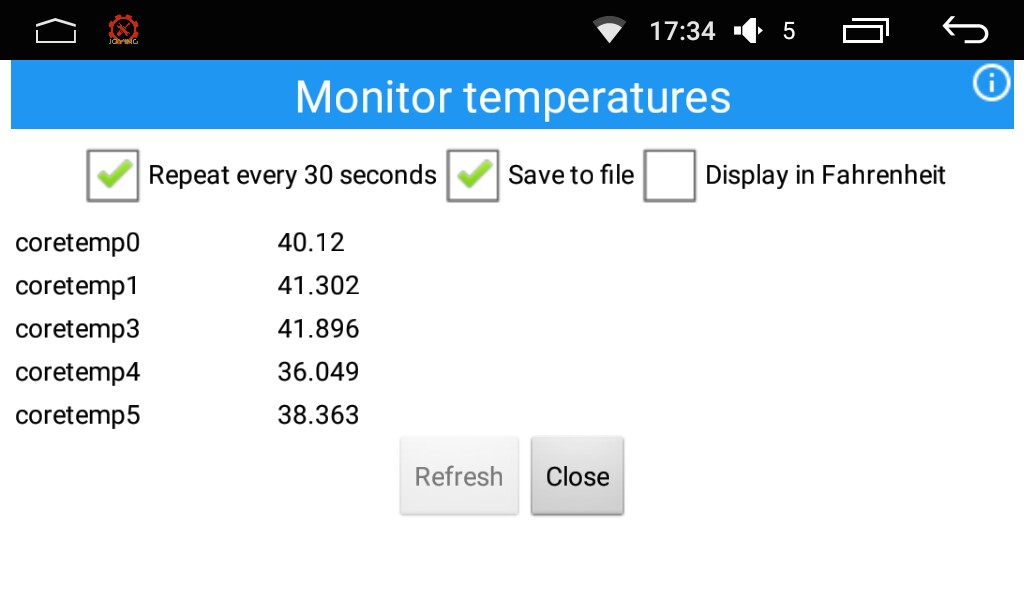 JOYING 17:34 5
Monitor temperatures
Repeat every 30 seconds Save to file Display in Fahrenheit
coretemp0 40.12
coretemp1 41.302
coretemp3 41.896
coretemp4 36.049
coretemp5 38.363
Refresh Close